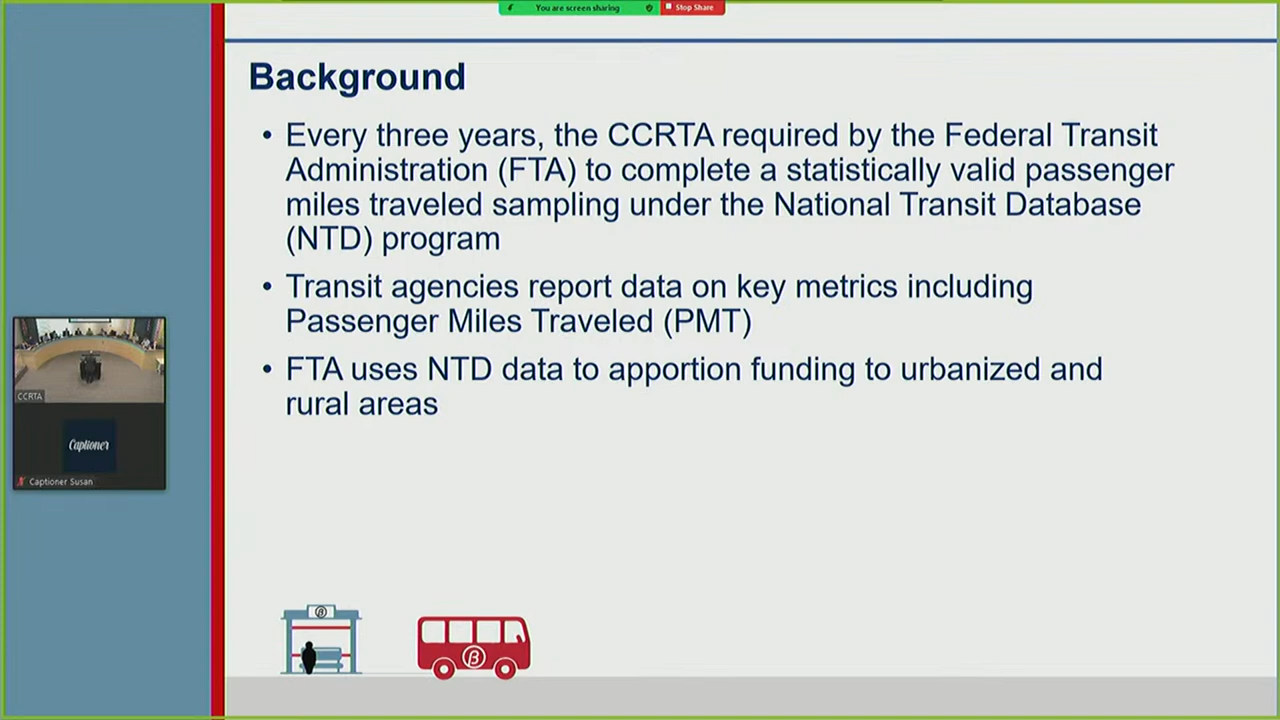 You are screen sharing
Stop Share
Background
• Every three years, the CCRTA required by the Federal Transit
Administration (FTA) to complete a statistically valid passenger
miles traveled sampling under the National Transit Database
(NTD) program
• Transit agencies report data on key metrics including
Passenger Miles Traveled (PMT)
• FTA uses NTD data to apportion funding to urbanized and
rural areas
CCRTA
Captioner
Captioner Susan
β
β